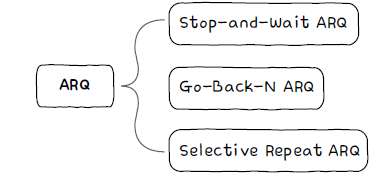 ARQ
Stop-and-Wait ARQ
Go-Back-N ARQ
Selective Repeat ARQ